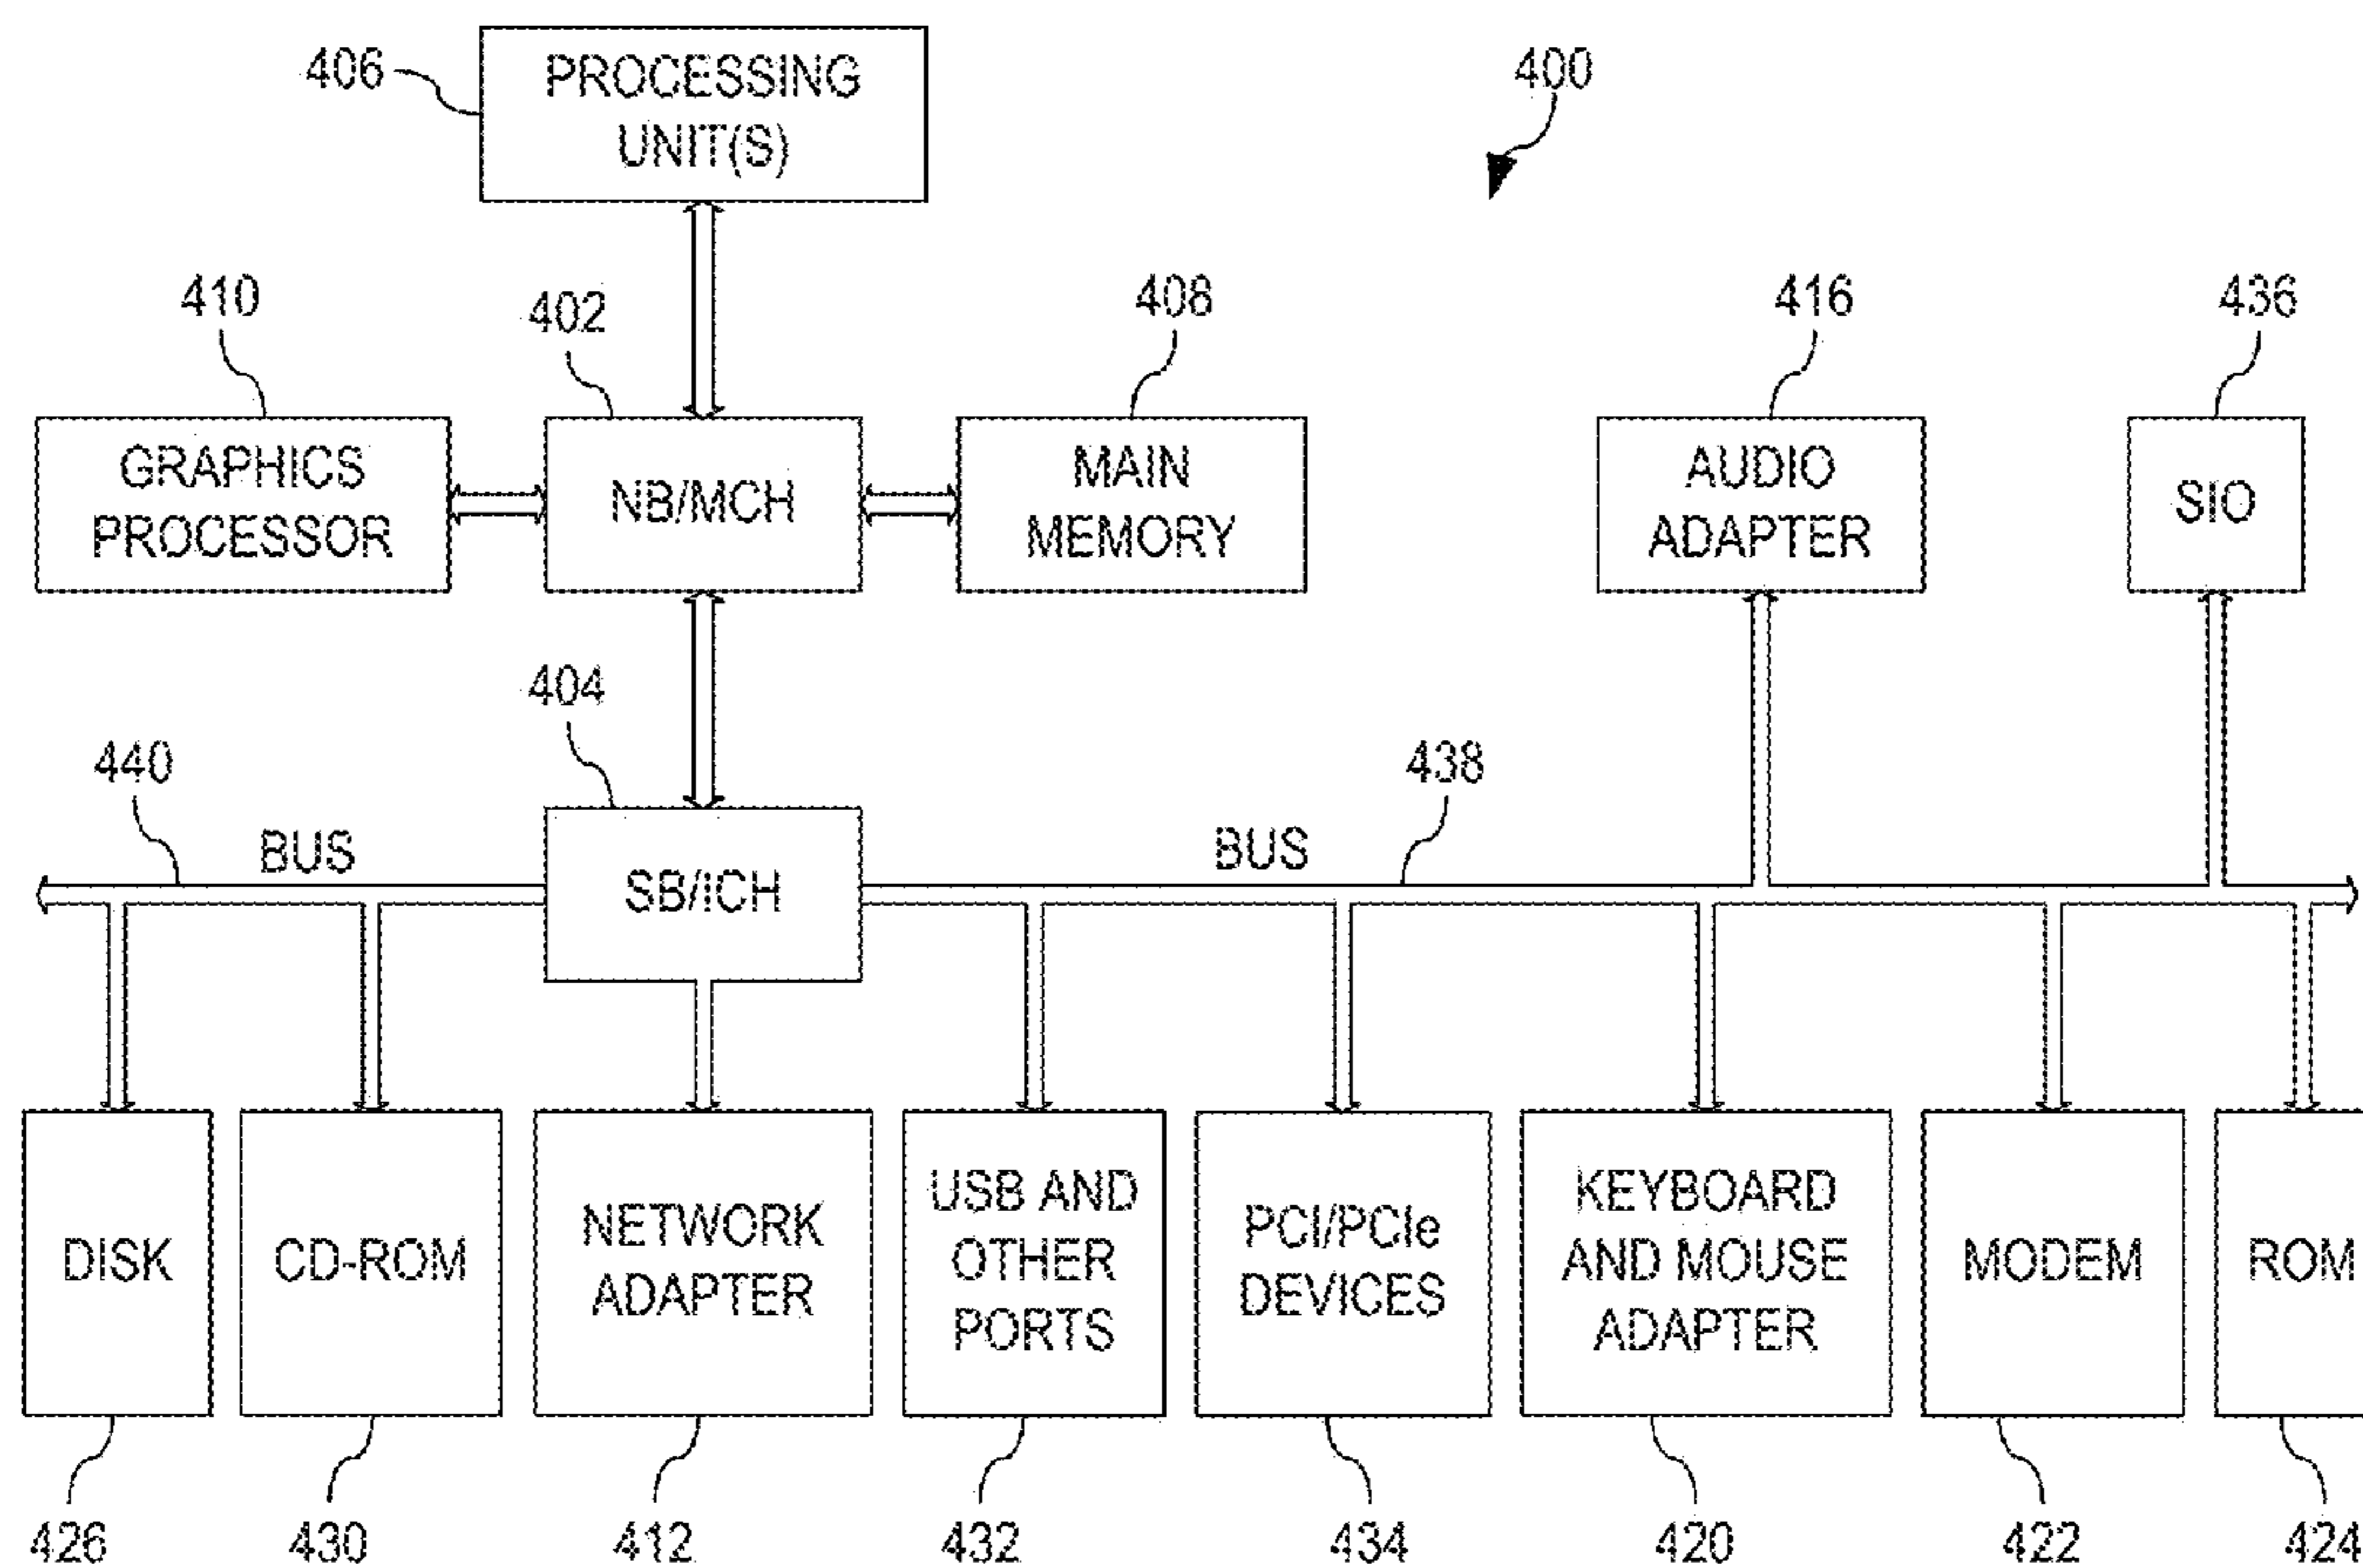 406
PROCESSING
UNIT(S)
400
410
402
408
416
436
GRAPHICS
PROCESSOR
NB/MCH
MAIN
MEMORY
AUDIO
ADAPTER
SIO
404
440
438
BUS
BUS
SB/ICH
DISK
CD-ROM
NETWORK
ADAPTER
USB AND
OTHER
PORTS
PCI/PCIe
DEVICES
KEYBOARD
AND MOUSE
ADAPTER
MODEM
ROM
426
430
412
432
434
420
422
424